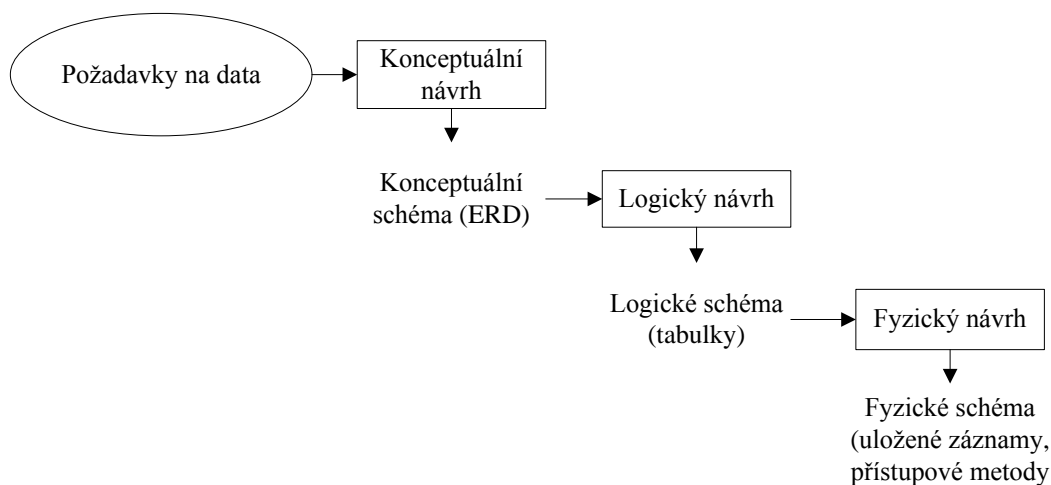 Požadavky na data
Konceptuální
návrh
Konceptuální
schéma (ERD)
Logický návrh
Logické schéma
(tabulky)
Fyzický návrh
Fyzické schéma
(uložené záznamy,
přístupové metody